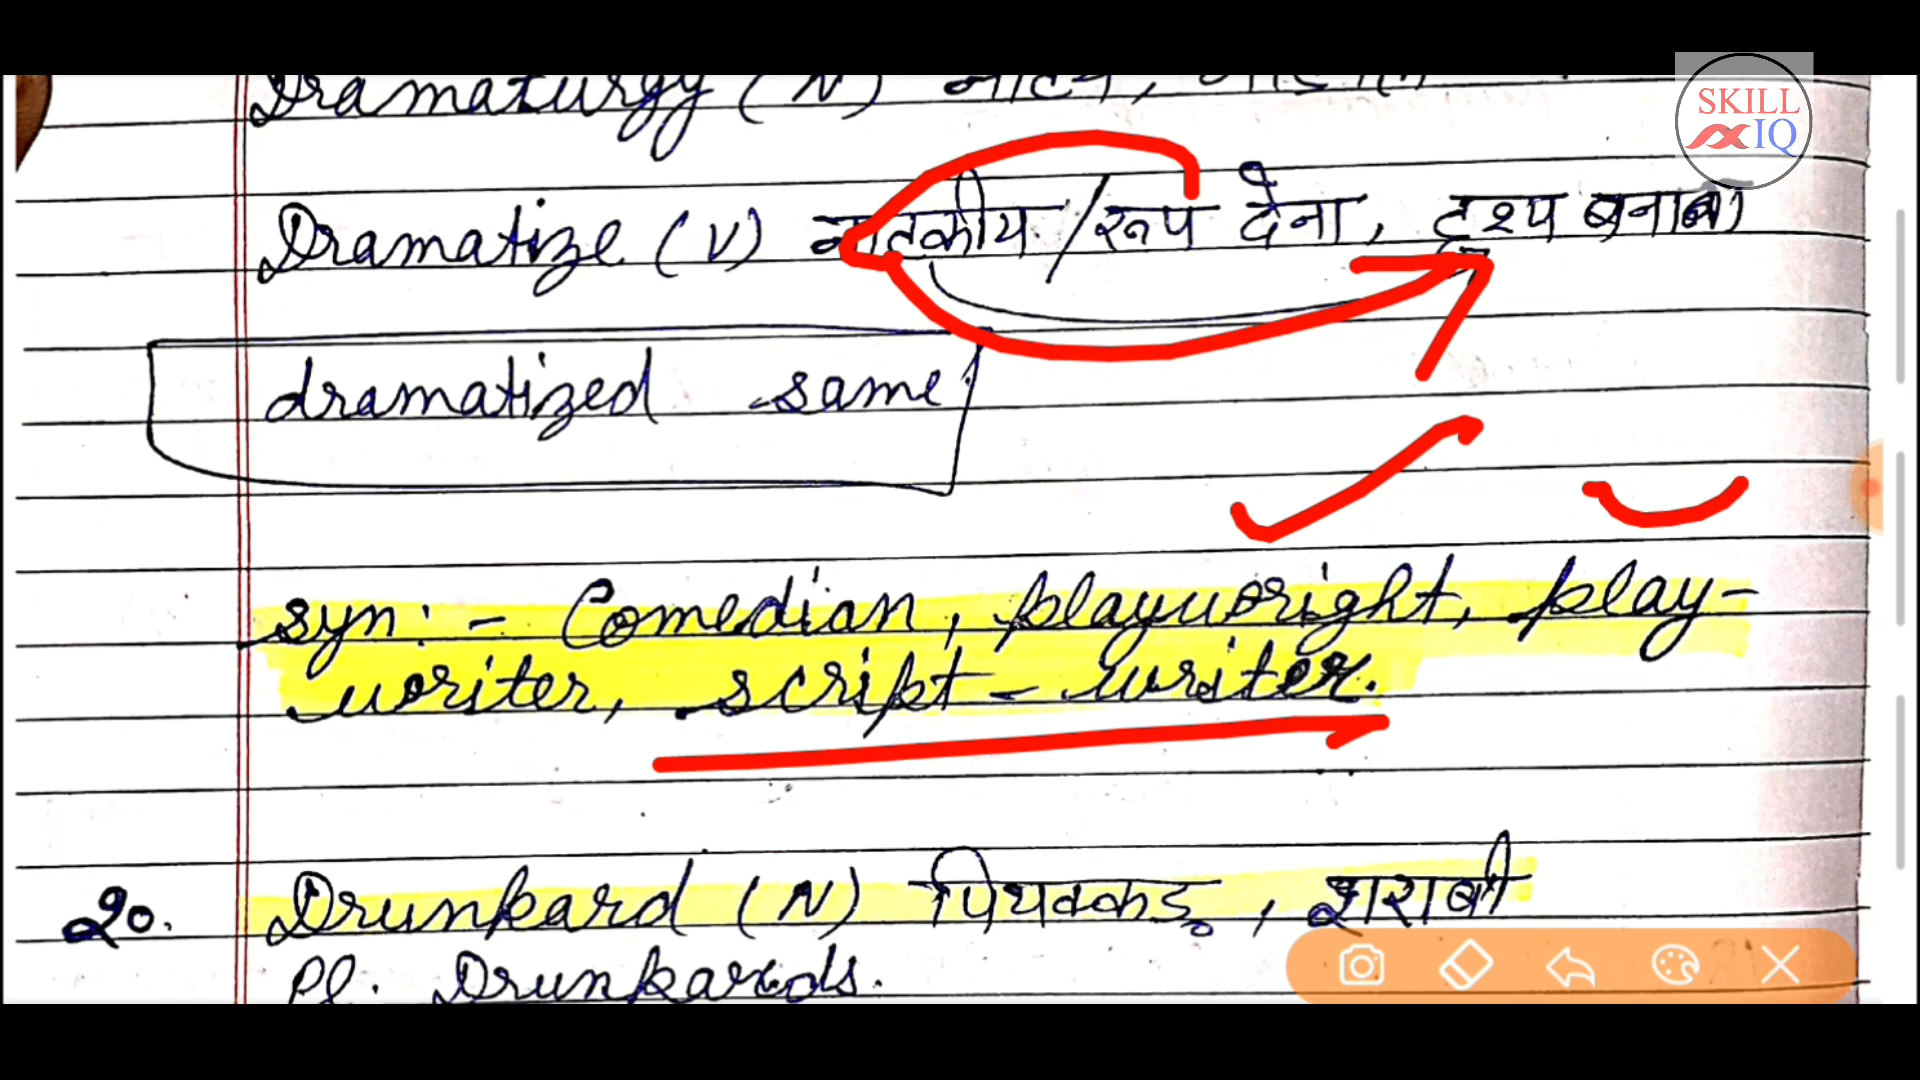 Dramaturgy (N)
SKILL
IQ
Dramatize (V) नाटकीय/रूप देना, दृश्य बनाना
dramatized same
syn: - Comedian, playwright, play-
writer, script-writer.
20. Drunkard (N) पियक्कड़, शराबी
Pl. Drunkards.